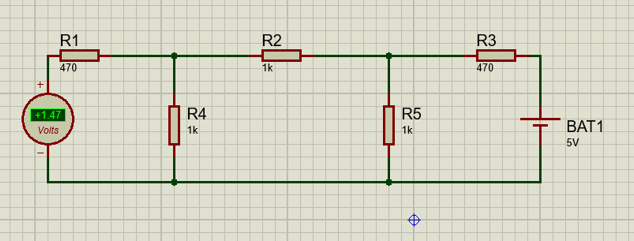 R1
470
R2
1k
R3
470
+
+1.47
Volts
−
R4
1k
R5
1k
BAT1
5V